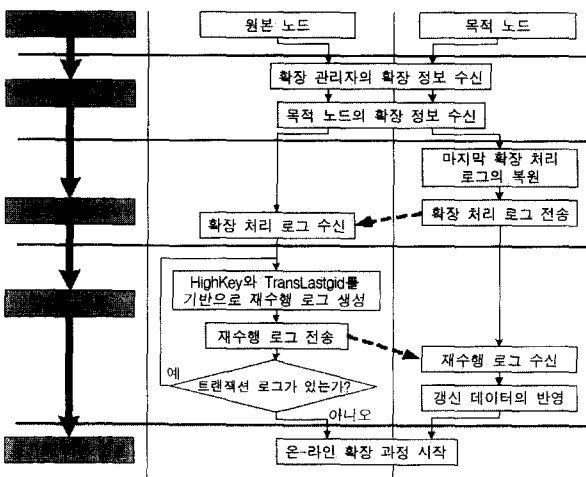 원본 노드
목적 노드
확장 관리자의 확장 정보 수신
목적 노드의 확장 정보 수신
마지막 확장 처리
로그의 복원
확장 처리 로그 전송
확장 처리 로그 수신
HighKey와 TransLastgid를
기반으로 재수행 로그 생성
재수행 로그 전송
재수행 로그 수신
예
트랜잭션 로그가 있는가?
갱신 데이터의 반영
아니오
온-라인 확장 과정 시작